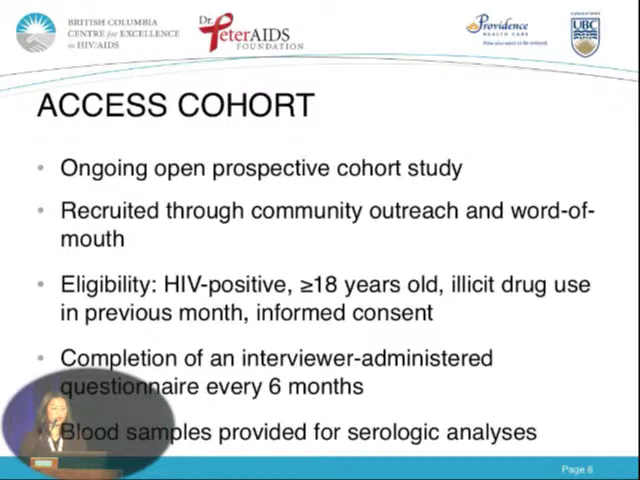 BRITISH COLUMBIA
CENTRE for EXCELLENCE
in HIV/AIDS
Dr.
PeterAIDS
FOUNDATION
Providence
HEALTH CARE
How you want to be treated.
UBC
ACCESS COHORT
• Ongoing open prospective cohort study
• Recruited through community outreach and word-of-
mouth
• Eligibility: HIV-positive, ≥18 years old, illicit drug use
in previous month, informed consent
• Completion of an interviewer-administered
questionnaire every 6 months
Blood samples provided for serologic analyses
Page 6